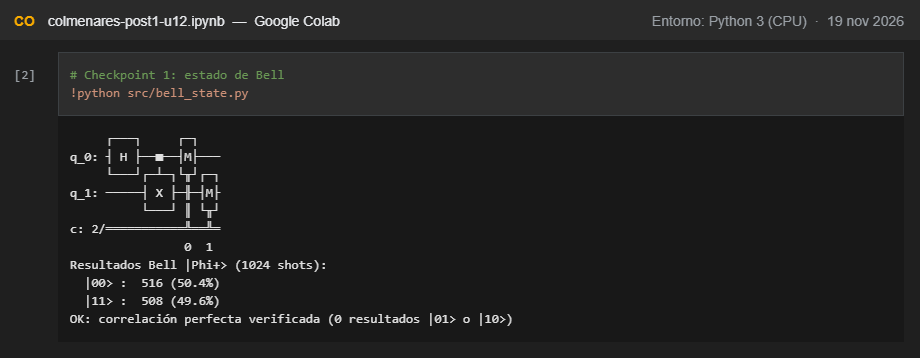 CO colmenares-post1-u12.ipynb — Google Colab Entorno: Python 3 (CPU) · 19 nov 2026
[2] # Checkpoint 1: estado de Bell
!python src/bell_state.py
     ┌───┐     ┌─┐
q_0: ┤ H ├──■──┤M├───
     └───┘┌─┴─┐└╥┘┌─┐
q_1: ─────┤ X ├─╫─┤M├
          └───┘ ║ └╥┘
c: 2/═══════════╩══╩═
                0  1
Resultados Bell |Phi+> (1024 shots):
  |00> :  516 (50.4%)
  |11> :  508 (49.6%)
OK: correlación perfecta verificada (0 resultados |01> o |10>)